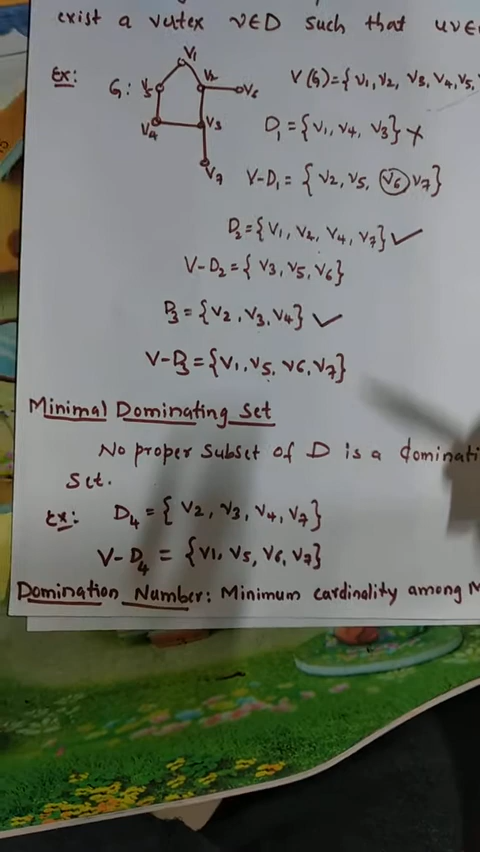 exist a vertex v∈D such that uv∈
Ex: G: V1 V2 V3 V4 V5 V6 V7
V(G)={V1, V2, V3, V4, V5,
D1={V1, V4, V3} ×
V-D1={V2, V5, V6, V7}
D2={V1, V2, V4, V7} ✓
V-D2={V3, V5, V6}
D3={V2, V3, V4} ✓
V-D3={V1, V5, V6, V7}
Minimal Dominating Set
No proper subset of D is a dominati
Set.
Ex: D4={V2, V3, V4, V7}
V-D4={V1, V5, V6, V7}
Domination Number: Minimum cardinality among M